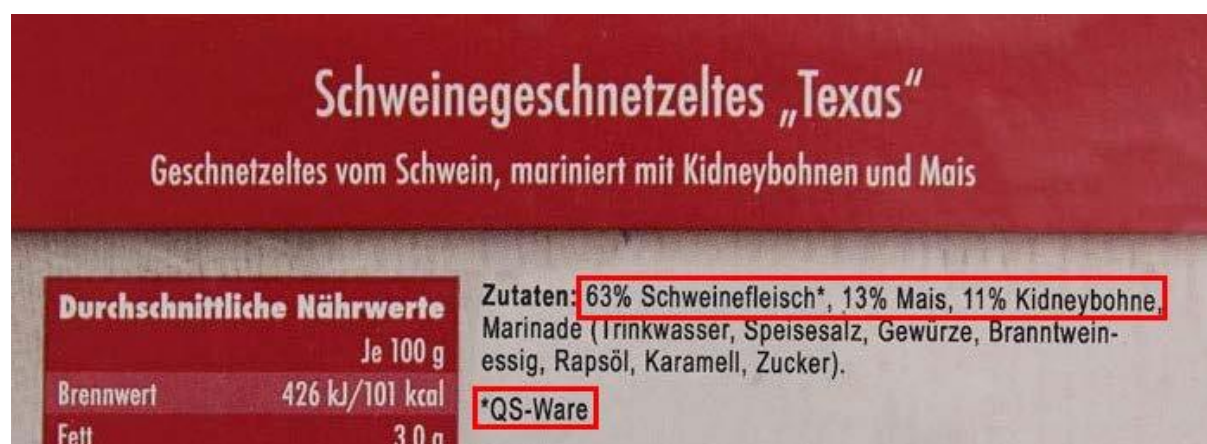 Schweinegeschnetzeltes „Texas“
Geschnetzeltes vom Schwein, mariniert mit Kidneybohnen und Mais
Durchschnittliche Nährwerte
Je 100 g
Brennwert 426 kJ/101 kcal
Fett 3,0 g
Zutaten: 63% Schweinefleisch*, 13% Mais, 11% Kidneybohne,
Marinade (Trinkwasser, Speisesalz, Gewürze, Branntwein-
essig, Rapsöl, Karamell, Zucker).
*QS-Ware